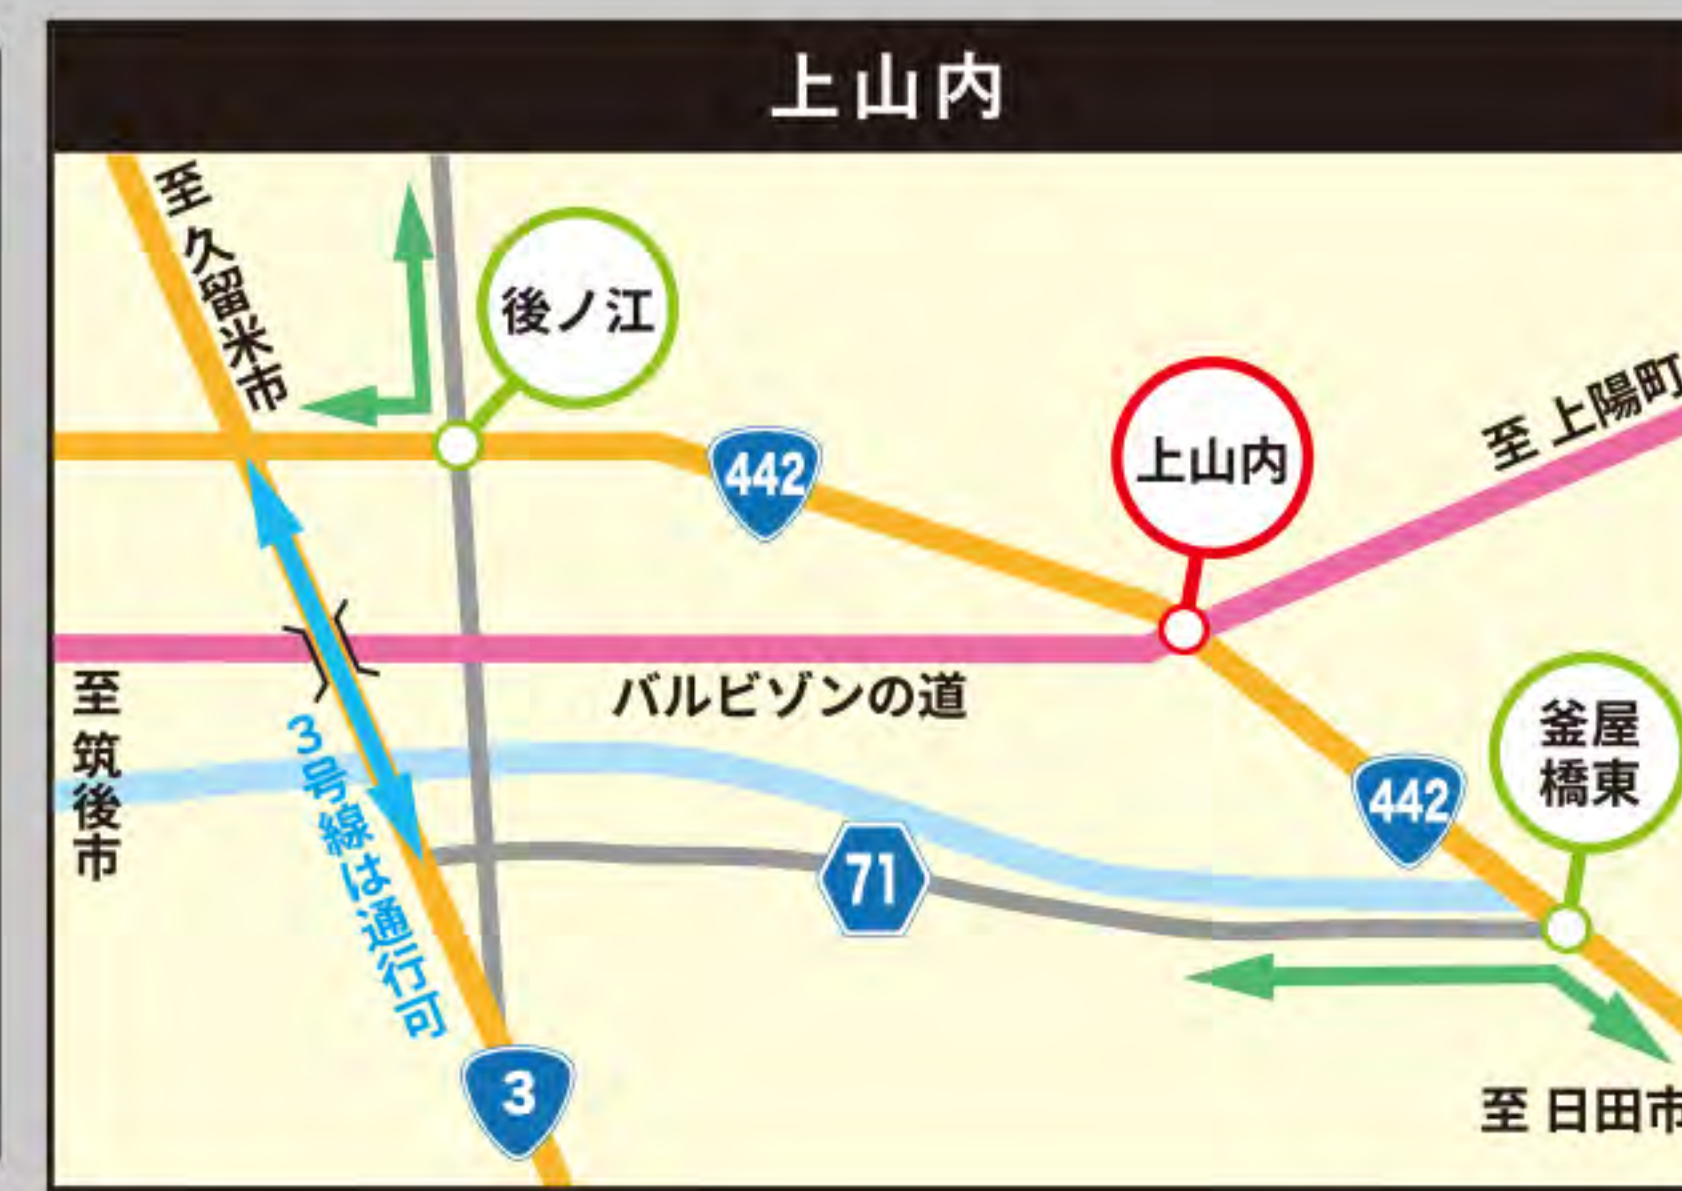 上山内
至 久留米市
後ノ江
442
上山内
至 上陽町
バルビゾンの道
至 筑後市
釜屋
橋東
442
71
3号線は通行可
3
至 日田市